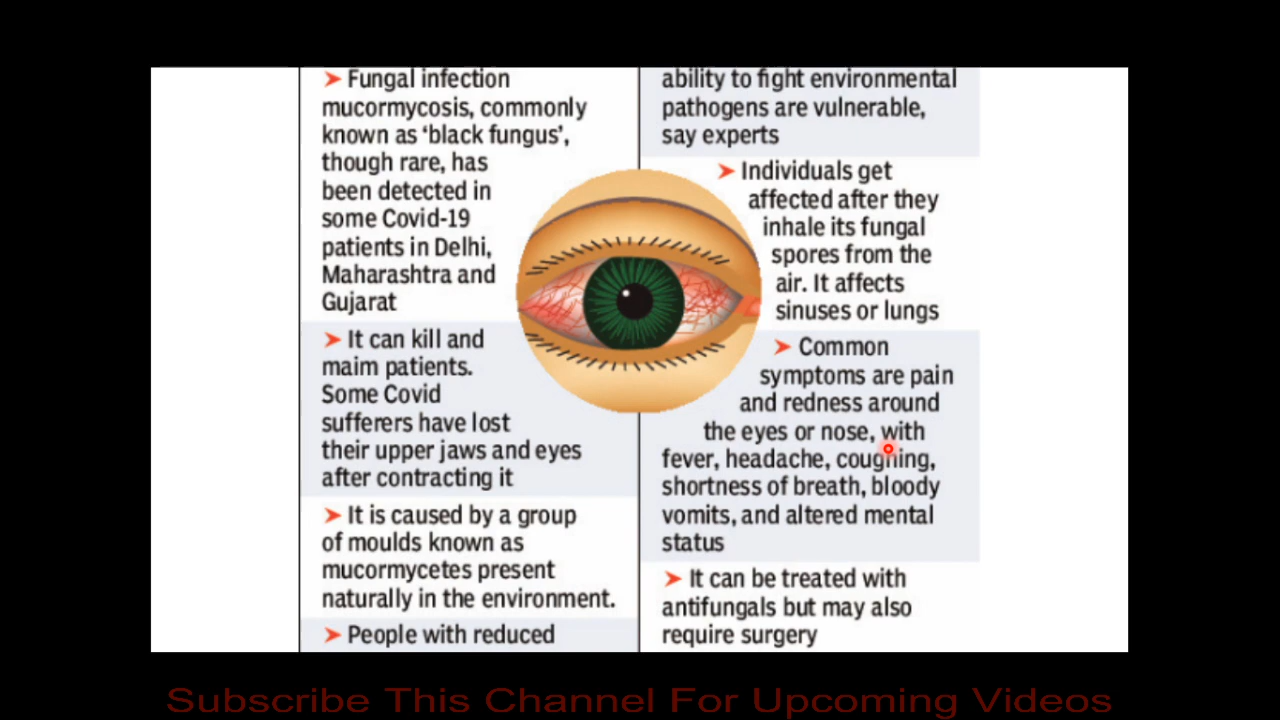 ➤ Fungal infection
mucormycosis, commonly
known as ‘black fungus’,
though rare, has
been detected in
some Covid-19
patients in Delhi,
Maharashtra and
Gujarat
➤ It can kill and
maim patients.
Some Covid
sufferers have lost
their upper jaws and eyes
after contracting it
➤ It is caused by a group
of moulds known as
mucormycetes present
naturally in the environment.
➤ People with reduced
ability to fight environmental
pathogens are vulnerable,
say experts
➤ Individuals get
affected after they
inhale its fungal
spores from the
air. It affects
sinuses or lungs
➤ Common
symptoms are pain
and redness around
the eyes or nose, with
fever, headache, coughing,
shortness of breath, bloody
vomits, and altered mental
status
➤ It can be treated with
antifungals but may also
require surgery
Subscribe This Channel For Upcoming Videos